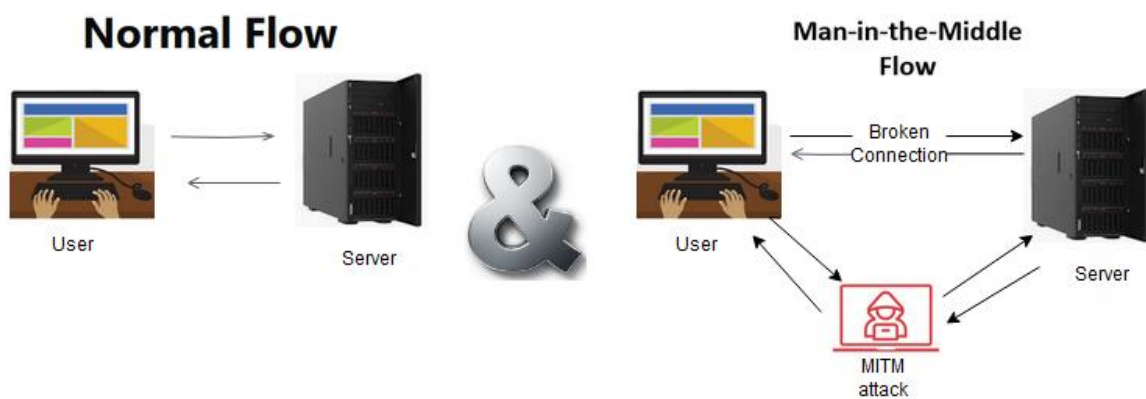 Normal Flow
User
Server
&
Man-in-the-Middle
Flow
Broken
Connection
User
Server
MITM
attack